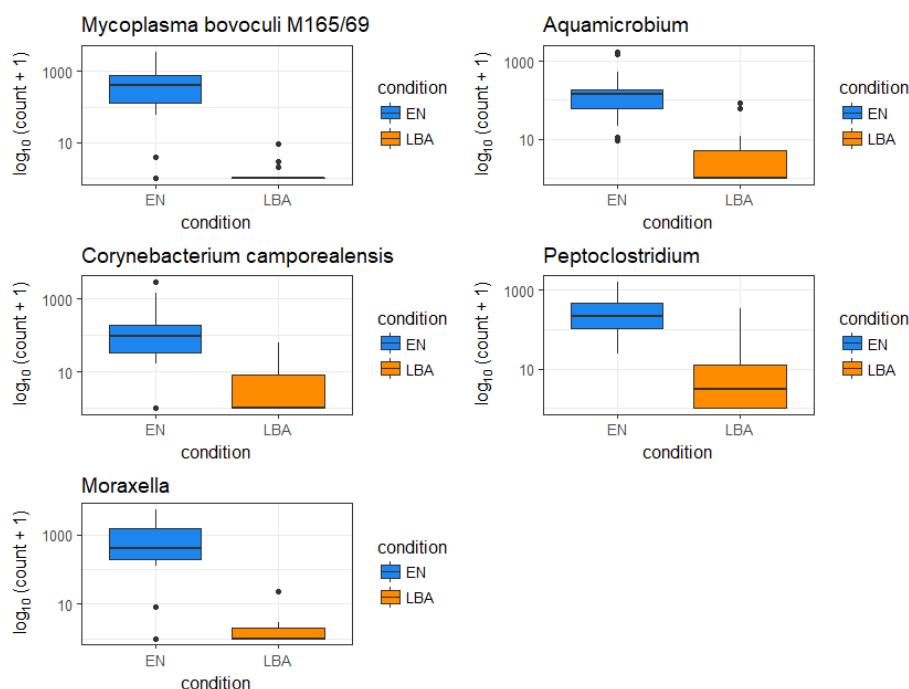 Mycoplasma bovoculi M165/69
log10 (count + 1)
1000
10
EN
LBA
condition
condition
EN
LBA
Aquamicrobium
log10 (count + 1)
1000
10
EN
LBA
condition
condition
EN
LBA
Corynebacterium camporealensis
log10 (count + 1)
1000
10
EN
LBA
condition
condition
EN
LBA
Peptoclostridium
log10 (count + 1)
1000
10
EN
LBA
condition
condition
EN
LBA
Moraxella
log10 (count + 1)
1000
10
EN
LBA
condition
condition
EN
LBA